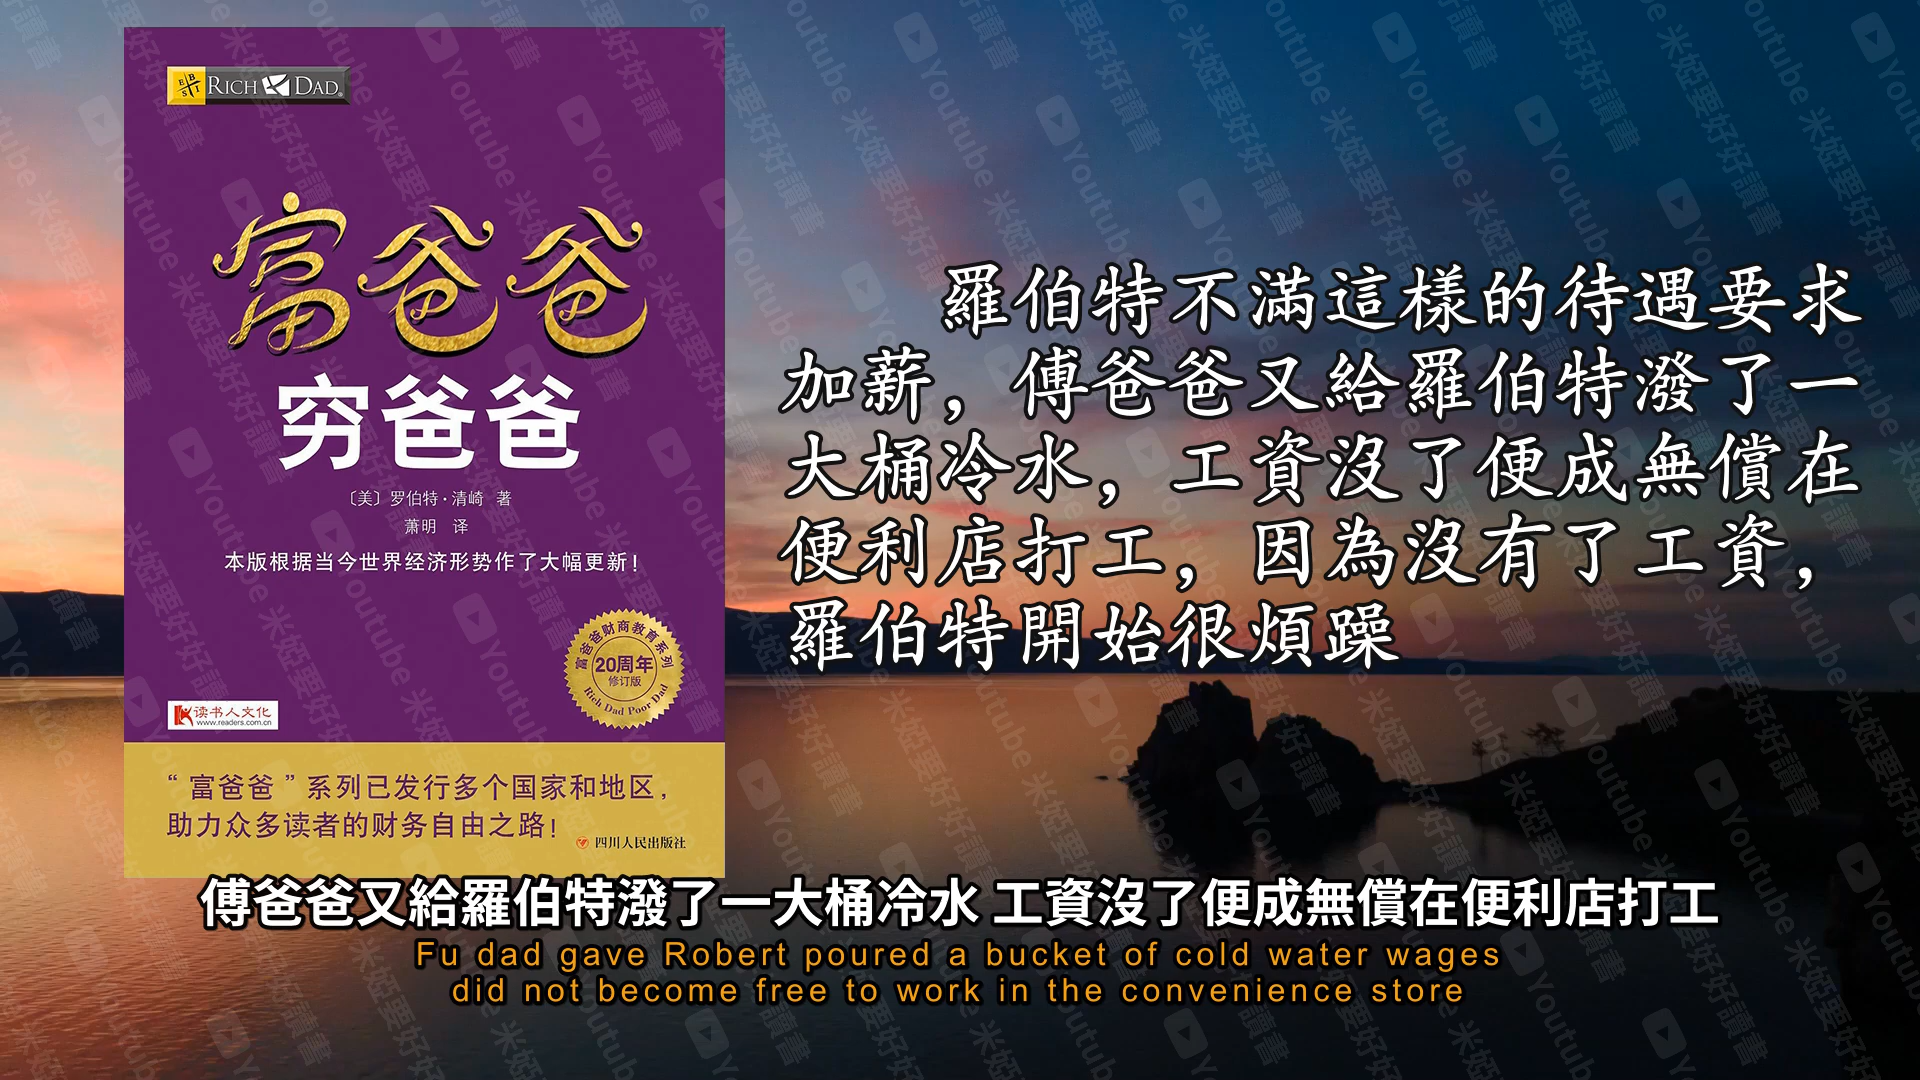 RICH DAD
富爸爸
穷爸爸
〔美〕罗伯特·清崎 著
萧明 译
本版根据当今世界经济形势作了大幅更新!
富爸爸财商教育系列
20周年
修订版
Rich Dad Poor Dad
读书人文化
www.readers.com.cn
“富爸爸”系列已发行多个国家和地区，
助力众多读者的财务自由之路!
四川人民出版社
羅伯特不滿這樣的待遇要求
加薪，傅爸爸又給羅伯特潑了一
大桶冷水，工資沒了便成無償在
便利店打工，因為沒有了工資，
羅伯特開始很煩躁
傅爸爸又給羅伯特潑了一大桶冷水 工資沒了便成無償在便利店打工
Fu dad gave Robert poured a bucket of cold water wages
did not become free to work in the convenience store
Youtube 米婭要好好讀書